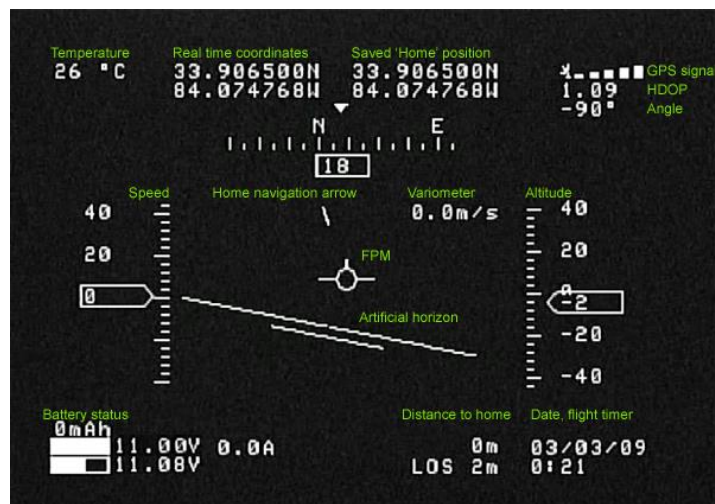 Temperature Real time coordinates Saved 'Home' position
26 °C 33.906500N 33.906500N GPS signal
84.074768W 84.074768W 1.09 HDOP
-90° Angle
N E
18
Speed Home navigation arrow Variometer Altitude
40 0.0m/s 40
20 FPM 20
0 0
-2
Artificial horizon
-20
-40
Battery status Distance to home Date, flight timer
0mAh
11.00V 0.0A 0m 03/03/09
11.08V LOS 2m 0:21